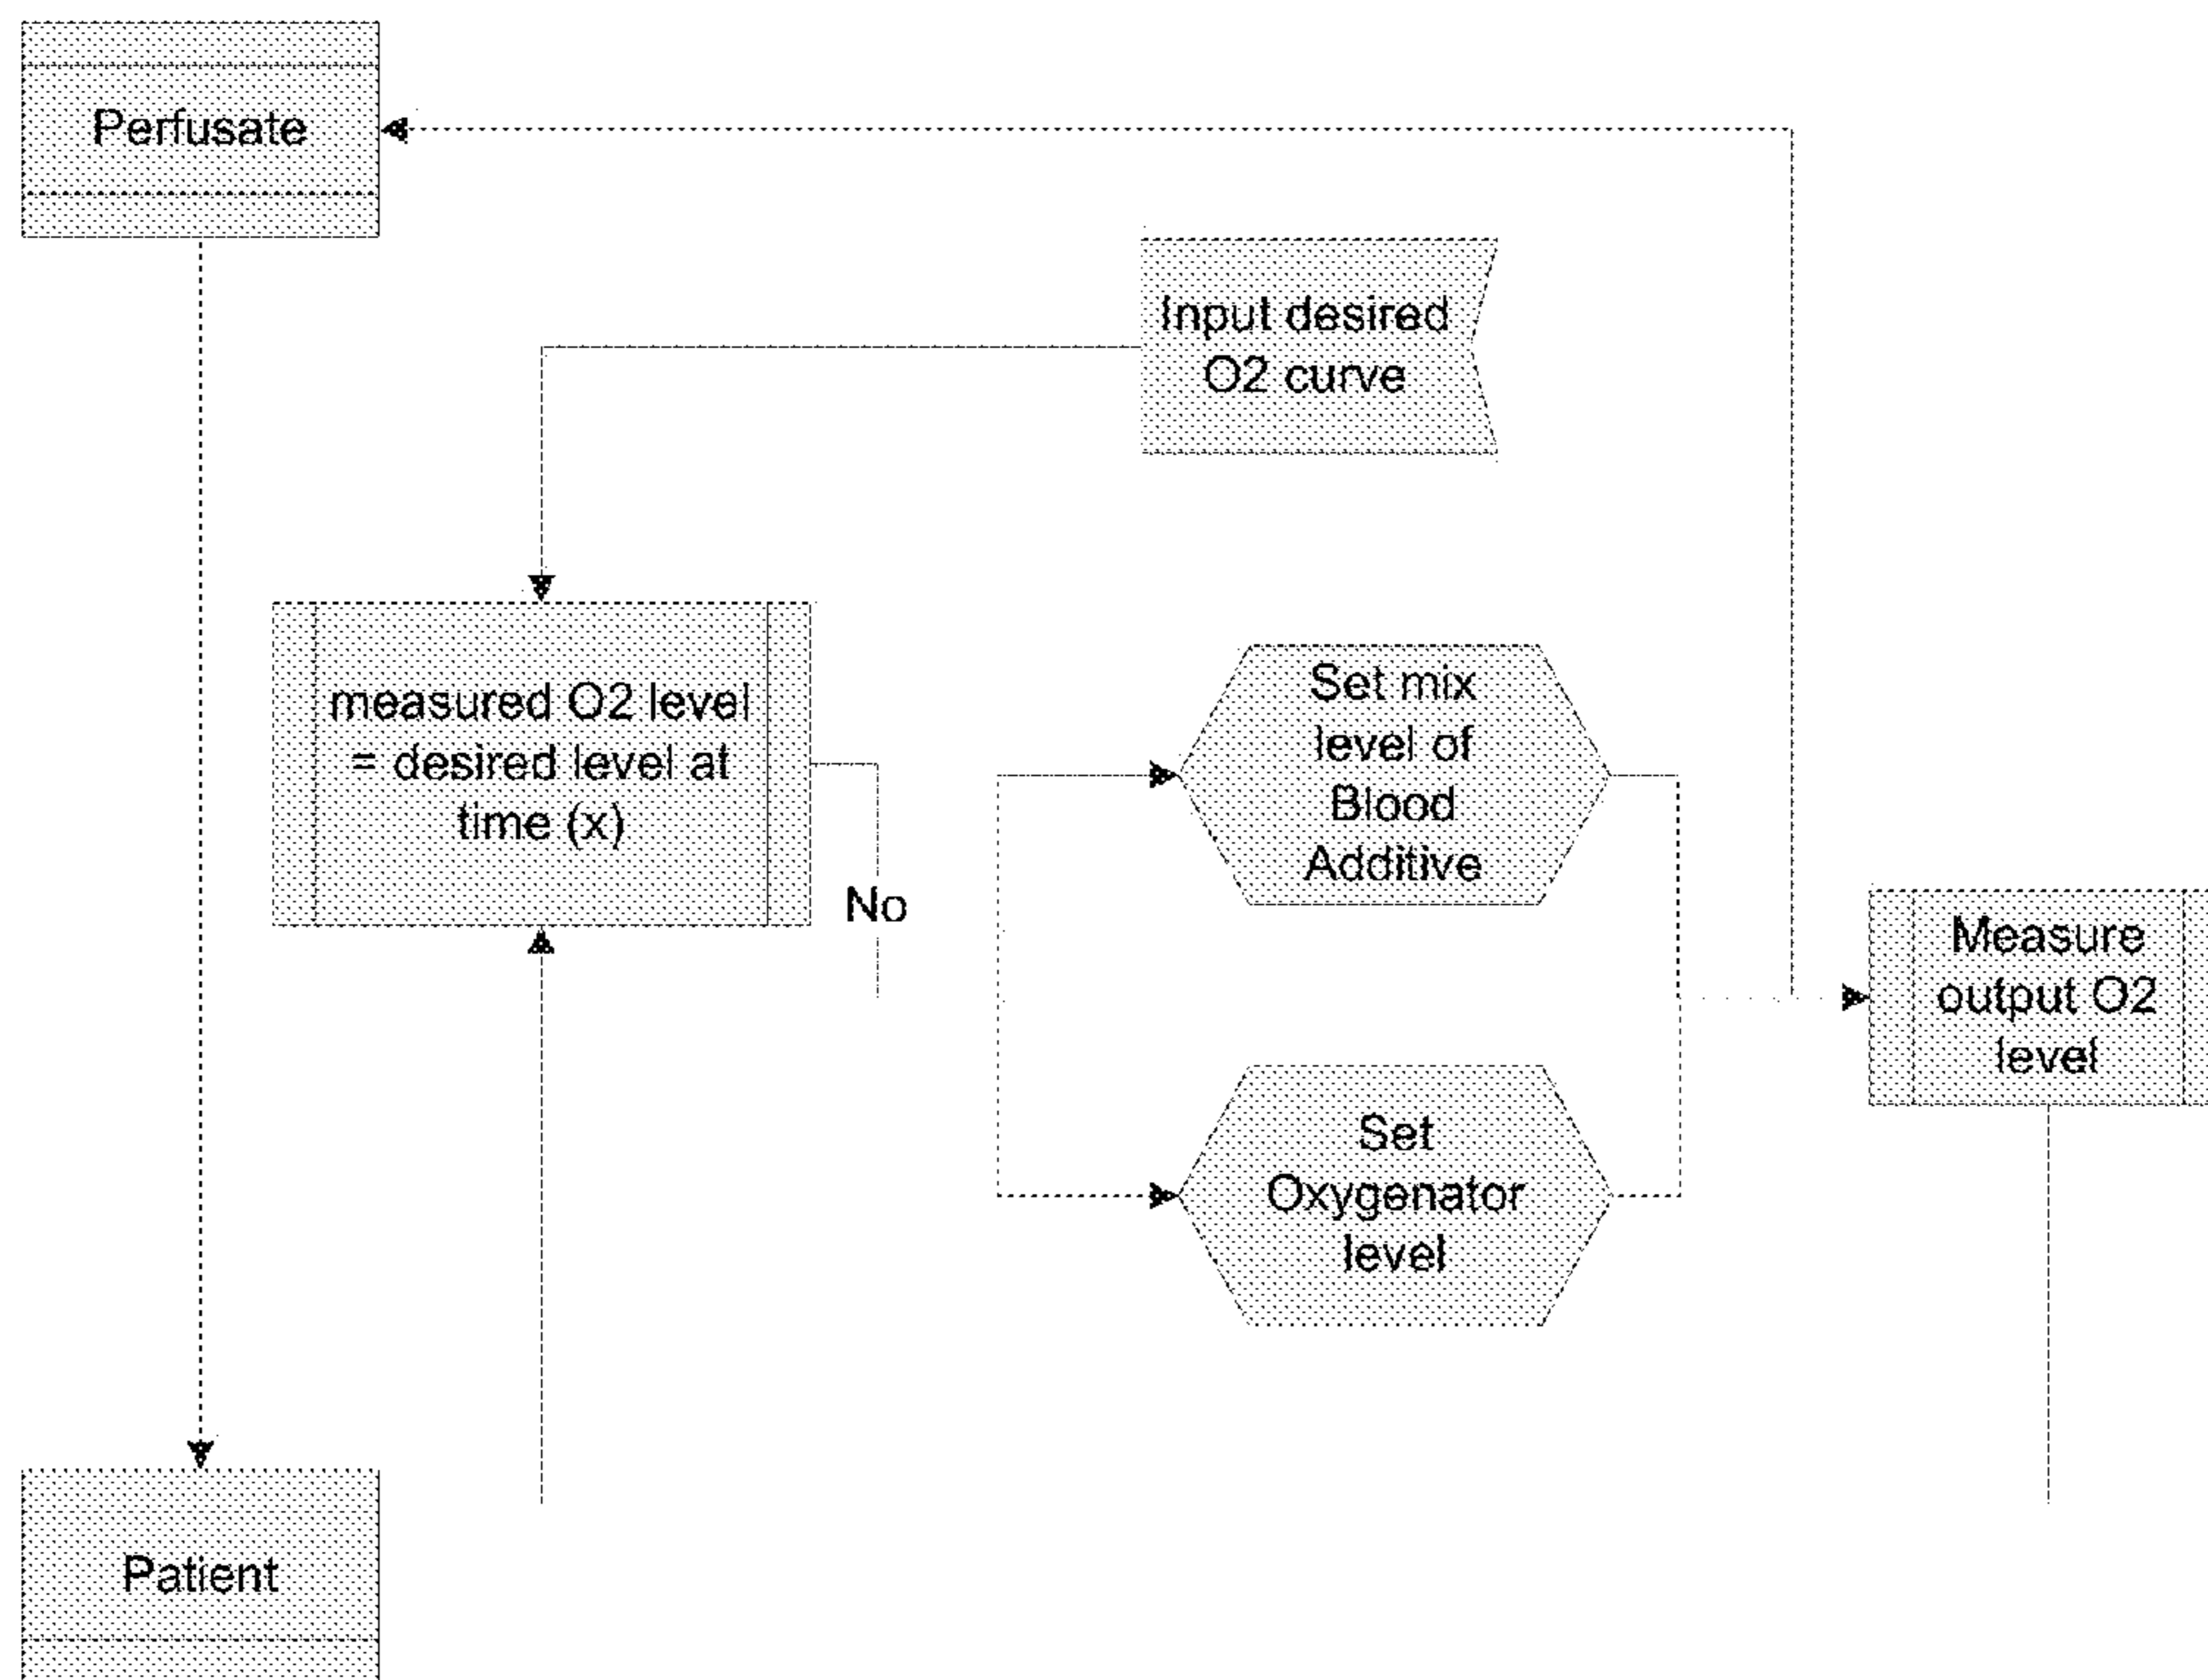 Perfusate
Input desired
O2 curve
measured O2 level
= desired level at
time (x)
No
Set mix
level of
Blood
Additive
Measure
output O2
level
Set
Oxygenator
level
Patient